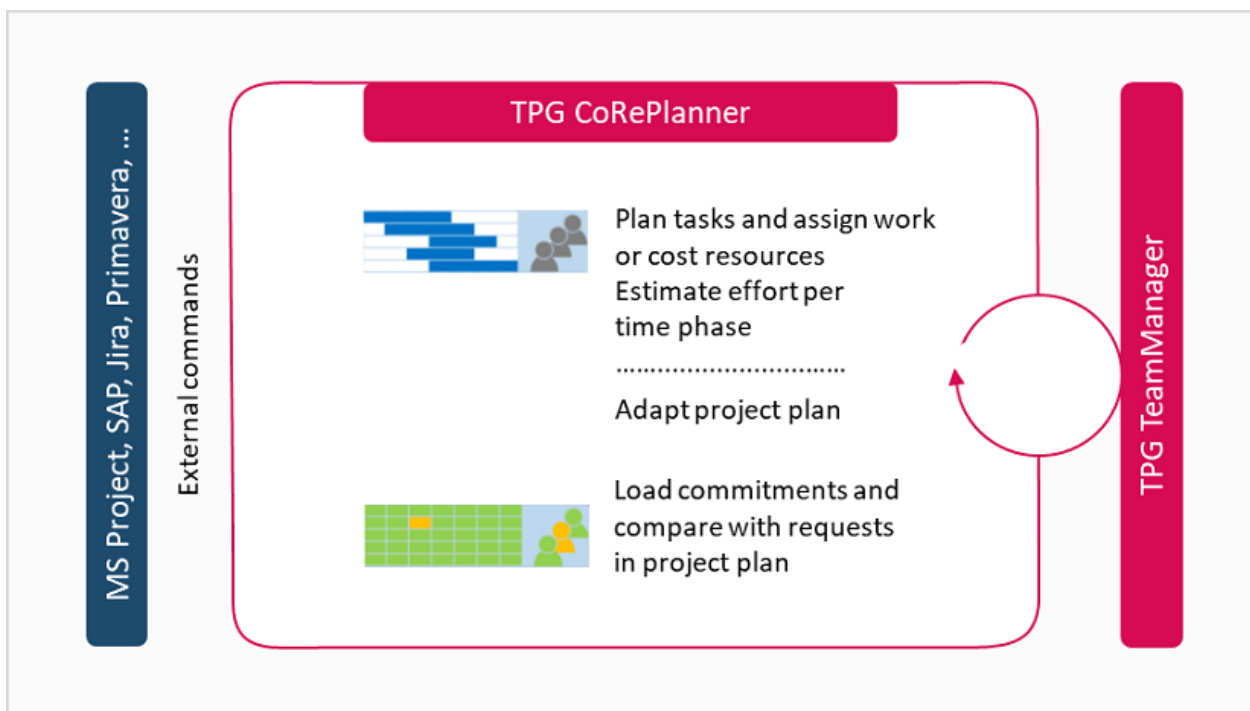 MS Project, SAP, Jira, Primavera, ...
External commands
TPG CoRePlanner
Plan tasks and assign work
or cost resources
Estimate effort per
time phase
................................
Adapt project plan
Load commitments and
compare with requests
in project plan
TPG TeamManager